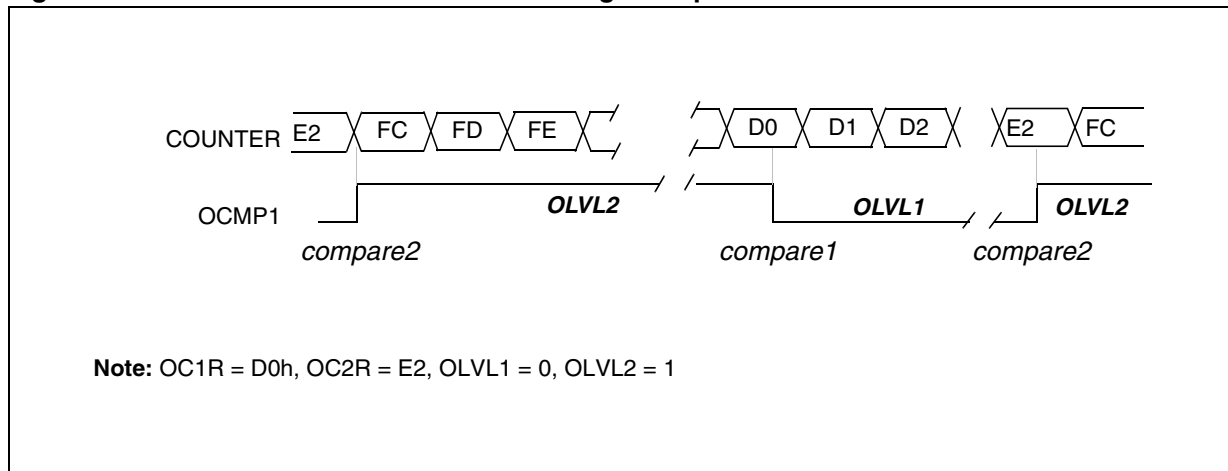 COUNTER E2 FC FD FE D0 D1 D2 E2 FC
OCMP1 OLVL2 OLVL1 OLVL2
compare2 compare1 compare2
Note: OC1R = D0h, OC2R = E2, OLVL1 = 0, OLVL2 = 1